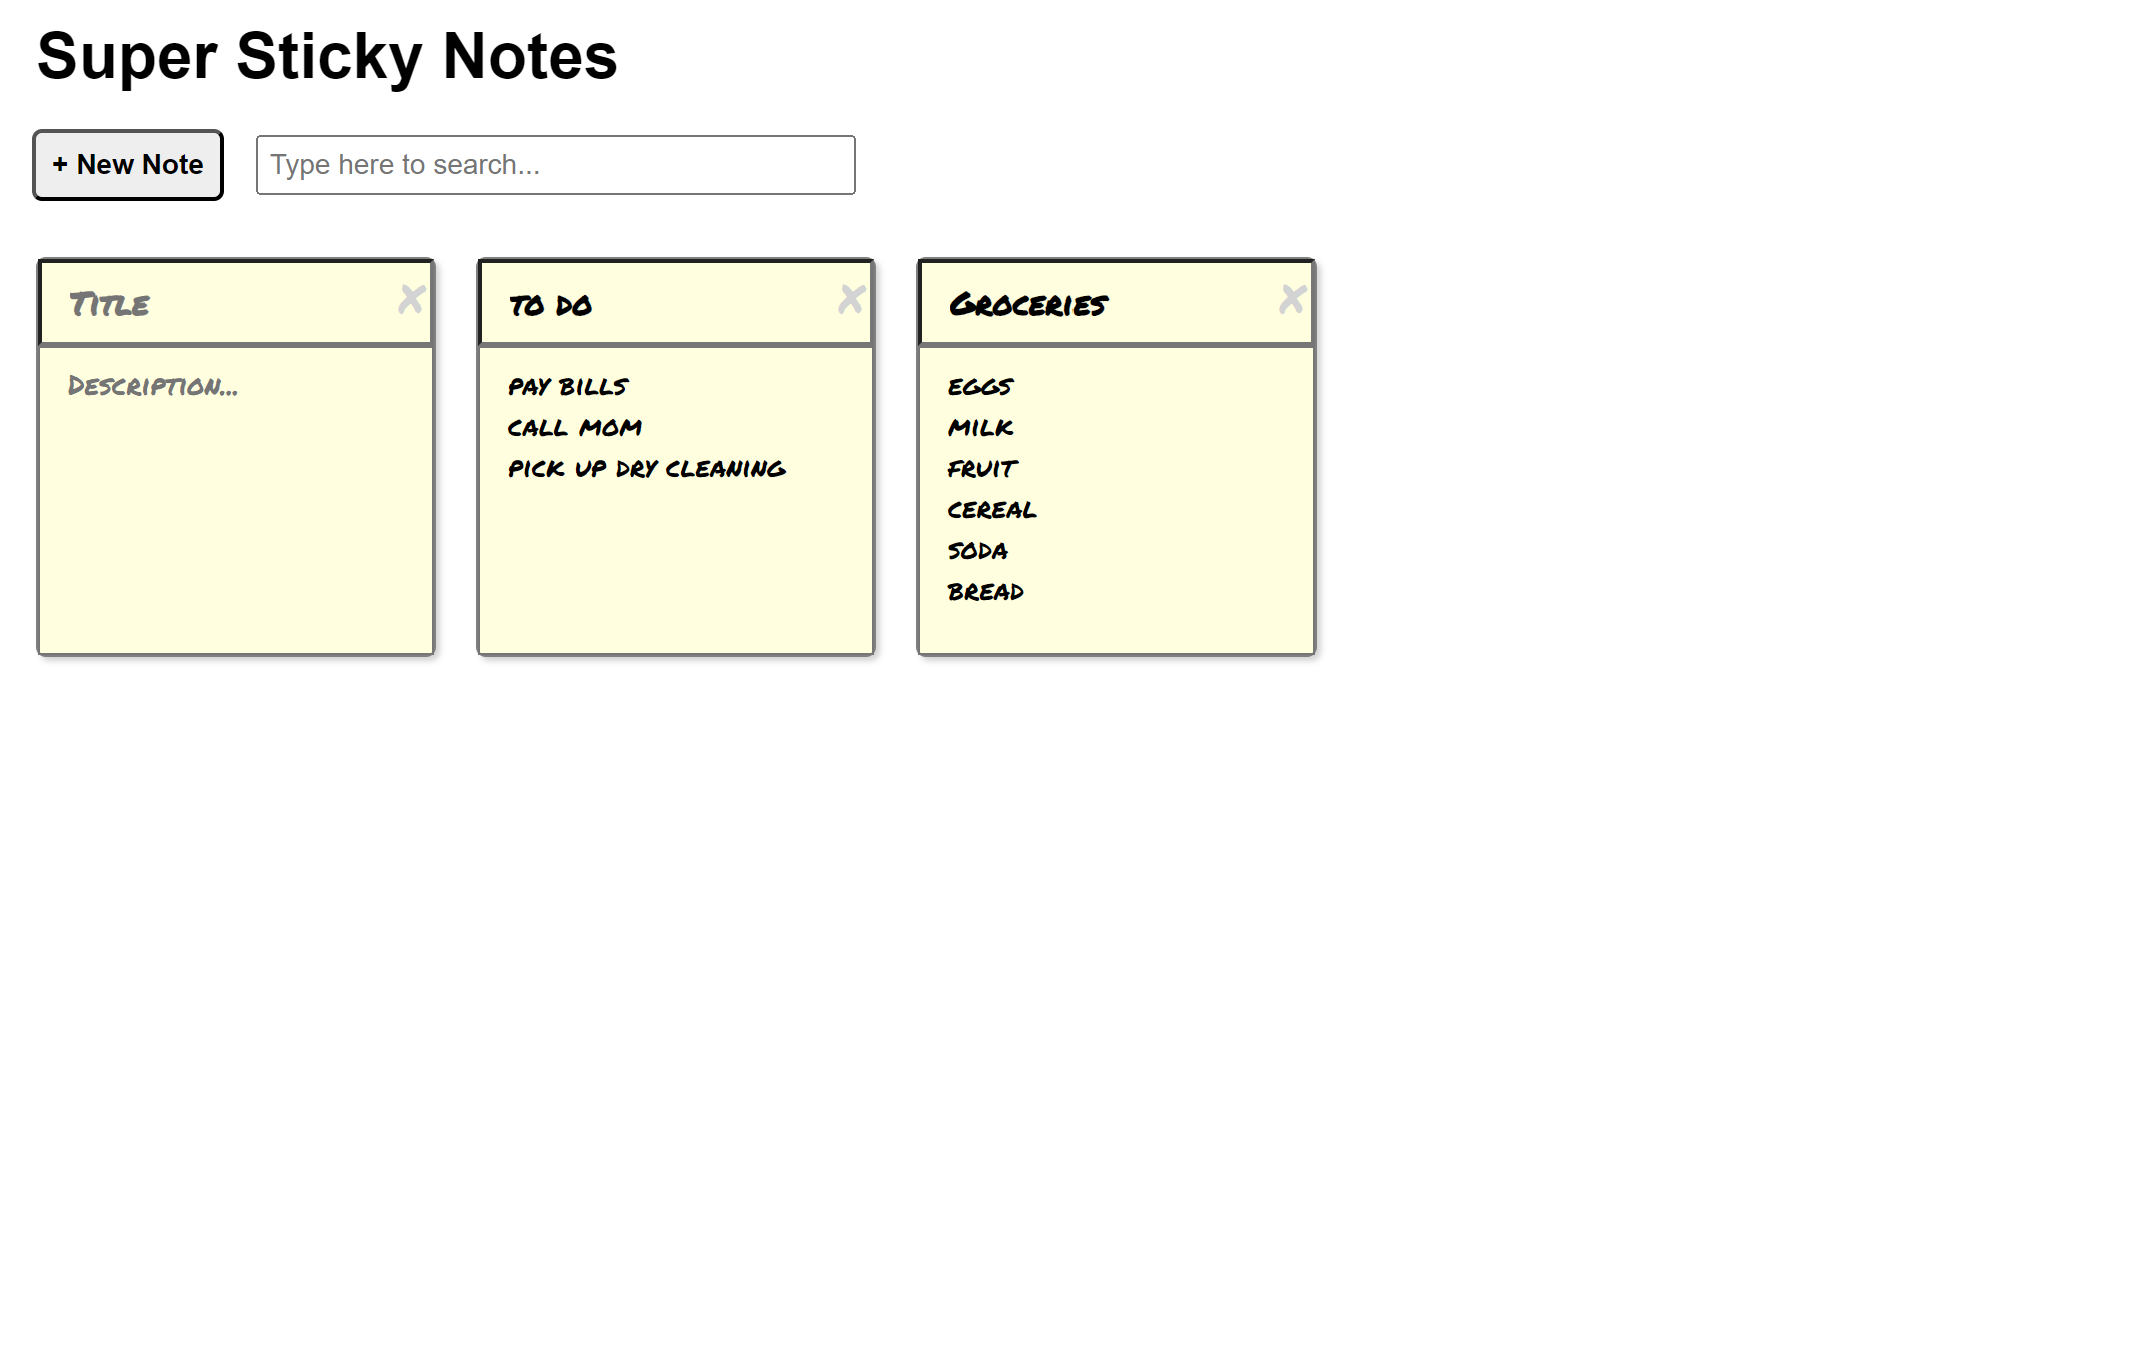 Super Sticky Notes
+ New Note
Type here to search...
Title
Description...
to do
pay bills
call mom
pick up dry cleaning
Groceries
eggs
milk
fruit
cereal
soda
bread